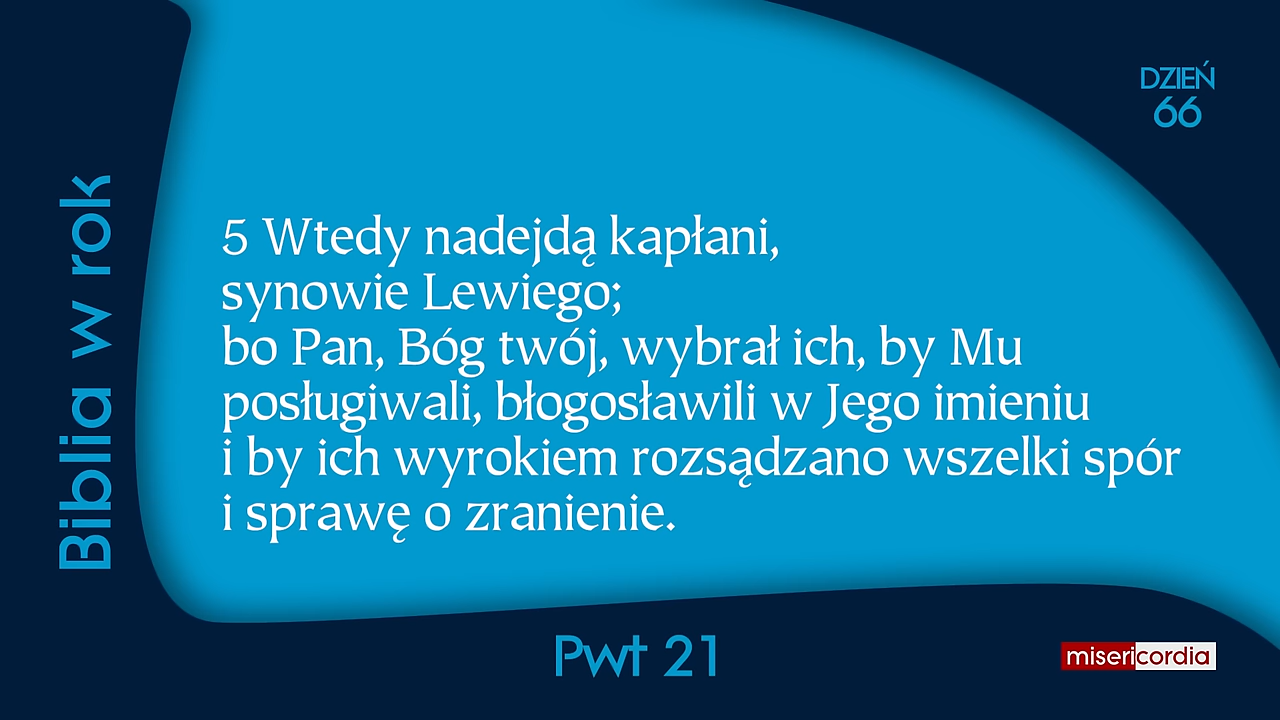 DZIEŃ
66
Biblia w rok
5 Wtedy nadejdą kapłani,
synowie Lewiego;
bo Pan, Bóg twój, wybrał ich, by Mu
posługiwali, błogosławili w Jego imieniu
i by ich wyrokiem rozsądzano wszelki spór
i sprawę o zranienie.
Pwt 21
misericordia